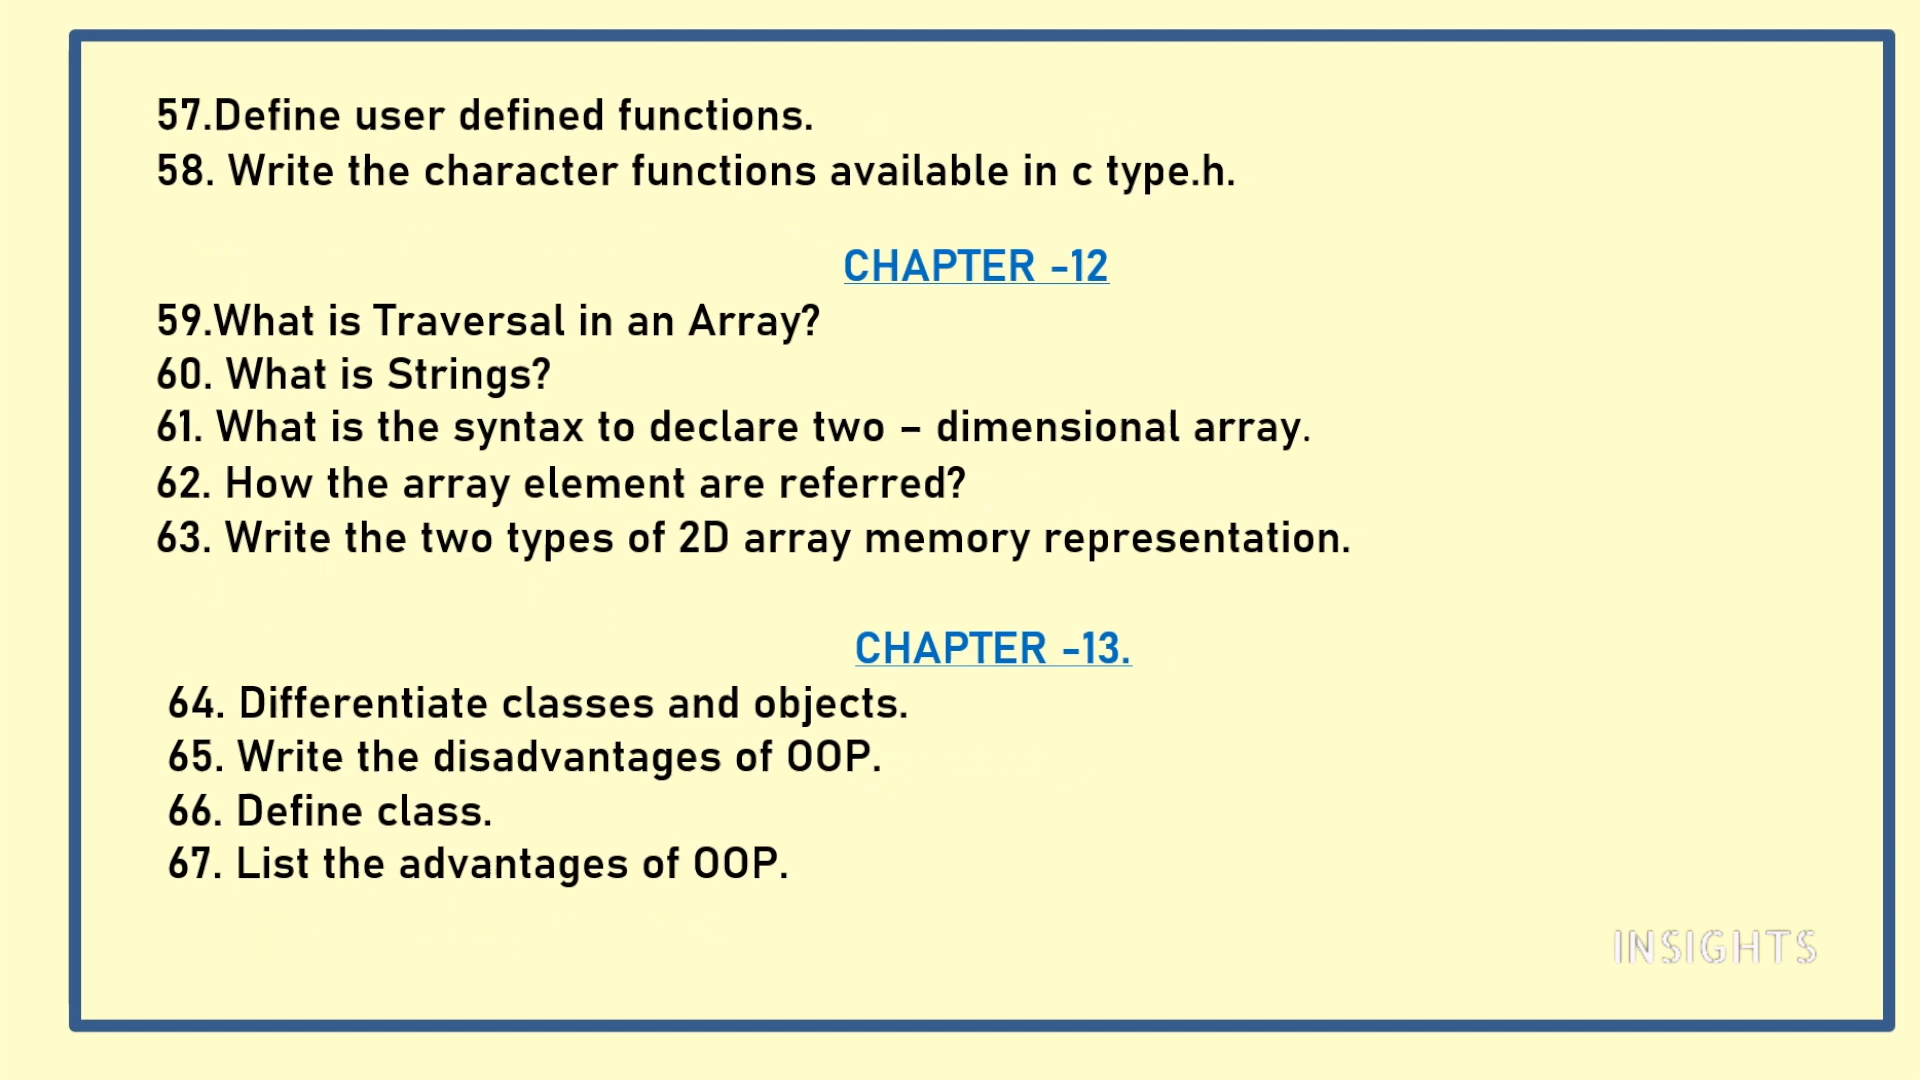 57.Define user defined functions.
58. Write the character functions available in c type.h.
CHAPTER -12
59.What is Traversal in an Array?
60. What is Strings?
61. What is the syntax to declare two – dimensional array.
62. How the array element are referred?
63. Write the two types of 2D array memory representation.
CHAPTER -13.
64. Differentiate classes and objects.
65. Write the disadvantages of OOP.
66. Define class.
67. List the advantages of OOP.
INSIGHTS